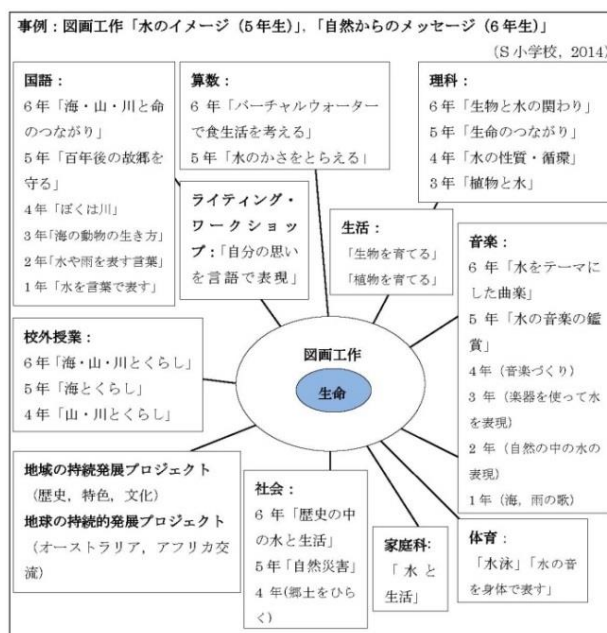 事例：図画工作「水のイメージ（5年生）」，「自然からのメッセージ（6年生）」
（S小学校，2014）
国語：
6年「海・山・川と命
のつながり」
5年「百年後の故郷を
守る」
4年「ぼくは川」
3年「海の動物の生き方」
2年「水や雨を表す言葉」
1年「水を言葉で表す」
算数：
6 年「バーチャルウォーター
で食生活を考える」
5年「水のかさをとらえる」
理科：
6年「生物と水の関わり」
5年「生命のつながり」
4年「水の性質・循環」
3年「植物と水」
ライティング・
ワークショッ
プ：「自分の思い
を言語で表現」
生活：
「生物を育てる」
「植物を育てる」
音楽：
6 年「水をテーマに
した曲楽」
5 年「水の音楽の鑑
賞」
4年（音楽づくり）
3 年（楽器を使って水
を表現）
2 年（自然の中の水の
表現）
1年（海，雨の歌）
校外授業：
6年「海・山・川とくらし」
5年「海とくらし」
4年「山・川とくらし」
図画工作
生命
地域の持続発展プロジェクト
（歴史，特色，文化）
地球の持続的発展プロジェクト
（オーストラリア，アフリカ交
流）
社会：
6 年「歴史の中
の水と生活」
5年「自然災害」
4 年(郷土をひら
く）
家庭科:
「水と
生活」
体育：
「水泳」「水の音
を身体で表す」